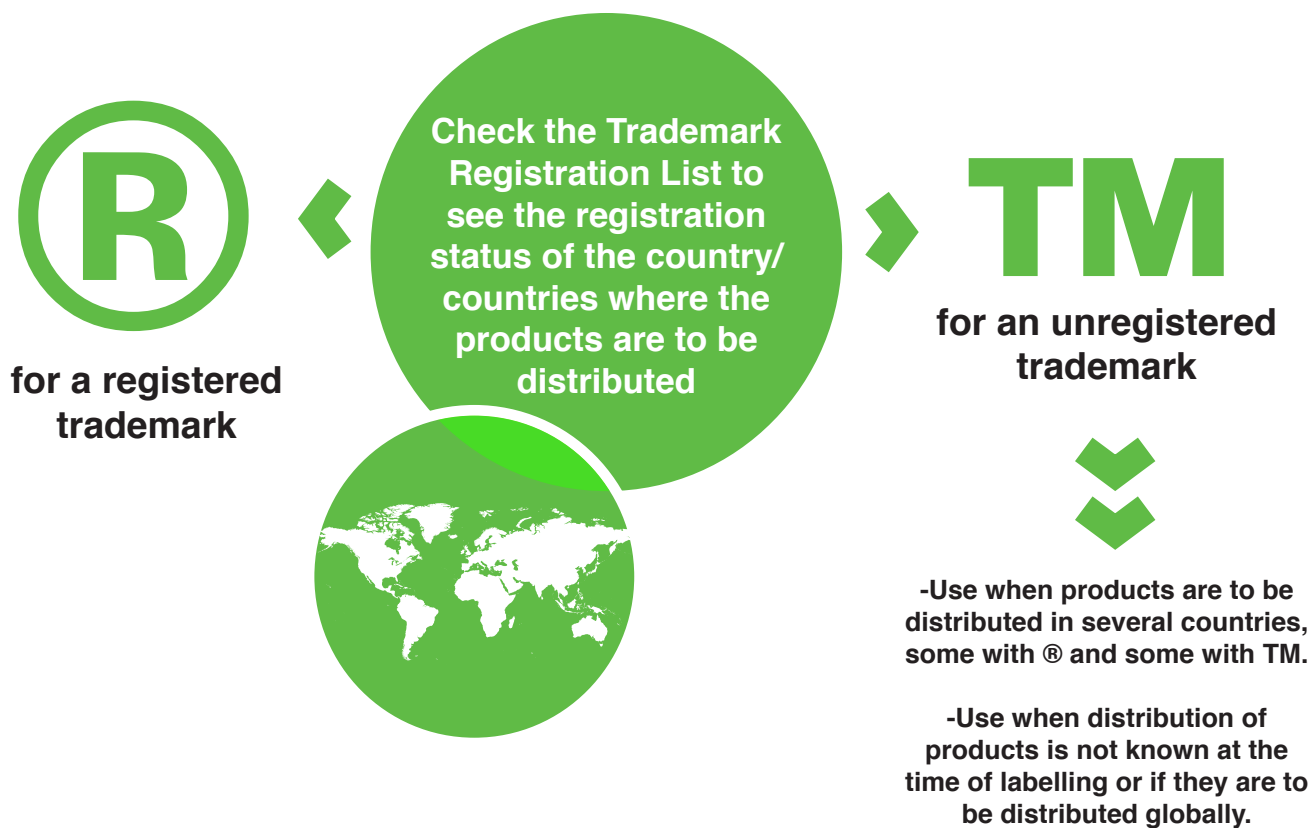 R
for a registered
trademark
Check the Trademark
Registration List to
see the registration
status of the country/
countries where the
products are to be
distributed
TM
for an unregistered
trademark
-Use when products are to be
distributed in several countries,
some with ® and some with TM.
-Use when distribution of
products is not known at the
time of labelling or if they are to
be distributed globally.